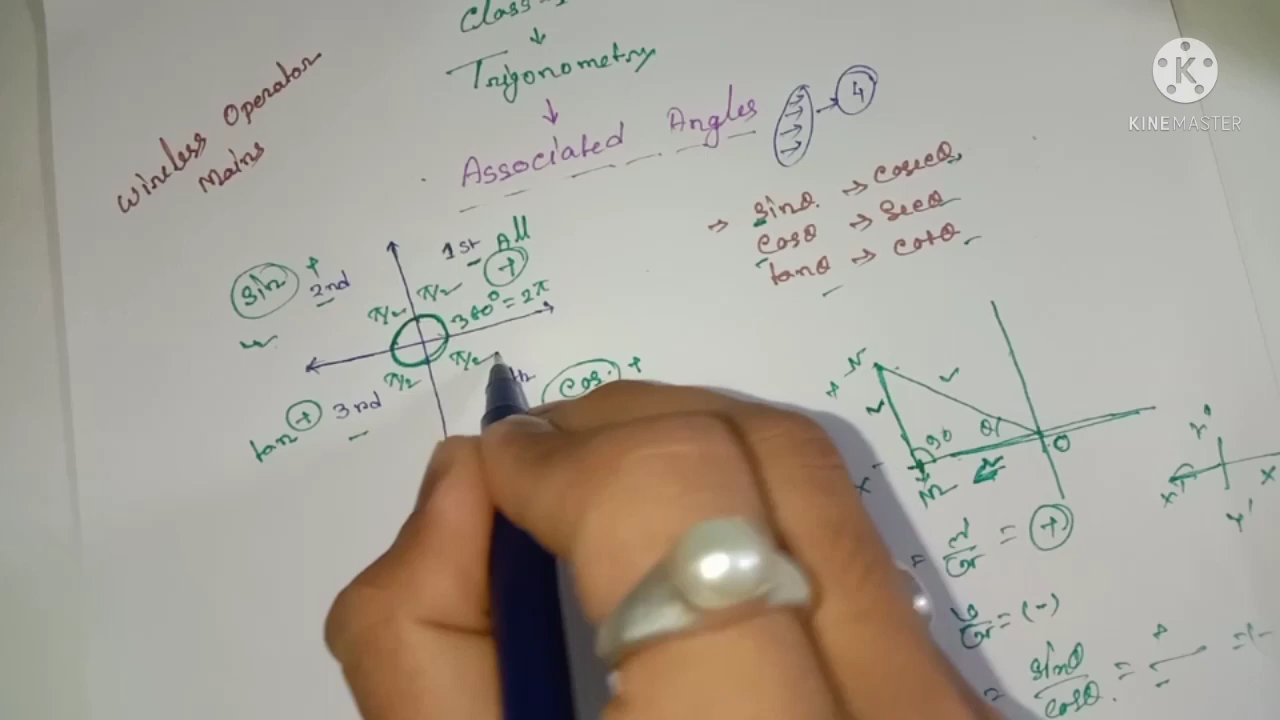 Class
Trigonometry
Associated Angles
4
Wireless Operator
Mains
sinθ → cosecθ
cosθ → secθ
tanθ → cotθ
1st All
+
sin +
2nd
π/2 π/2
360° = 2π
π/2 π/2
tan + 3rd
th
cos +
N
+
90 θ
M O
X'
Y
X' X
Y'
= = +
= (-)
= sinθ/cosθ = +/-
KINEMASTER